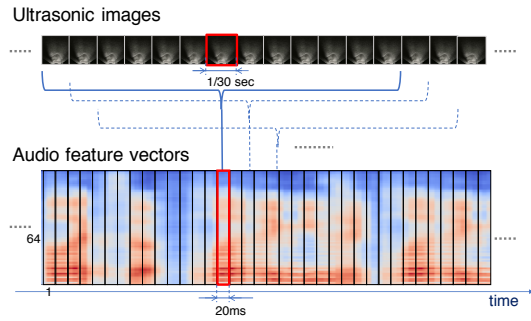 Ultrasonic images
1/30 sec
Audio feature vectors
64
1
time
20ms